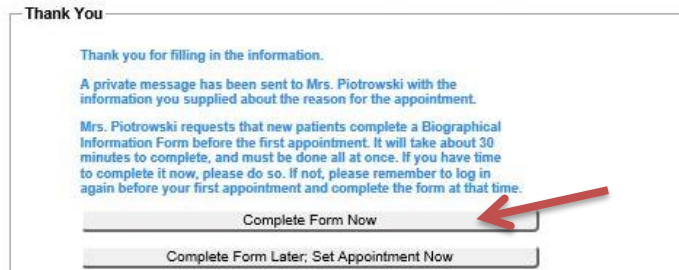 Thank You
Thank you for filling in the information.
A private message has been sent to Mrs. Piotrowski with the
information you supplied about the reason for the appointment.
Mrs. Piotrowski requests that new patients complete a Biographical
Information Form before the first appointment. It will take about 30
minutes to complete, and must be done all at once. If you have time
to complete it now, please do so. If not, please remember to log in
again before your first appointment and complete the form at that time.
Complete Form Now
Complete Form Later; Set Appointment Now